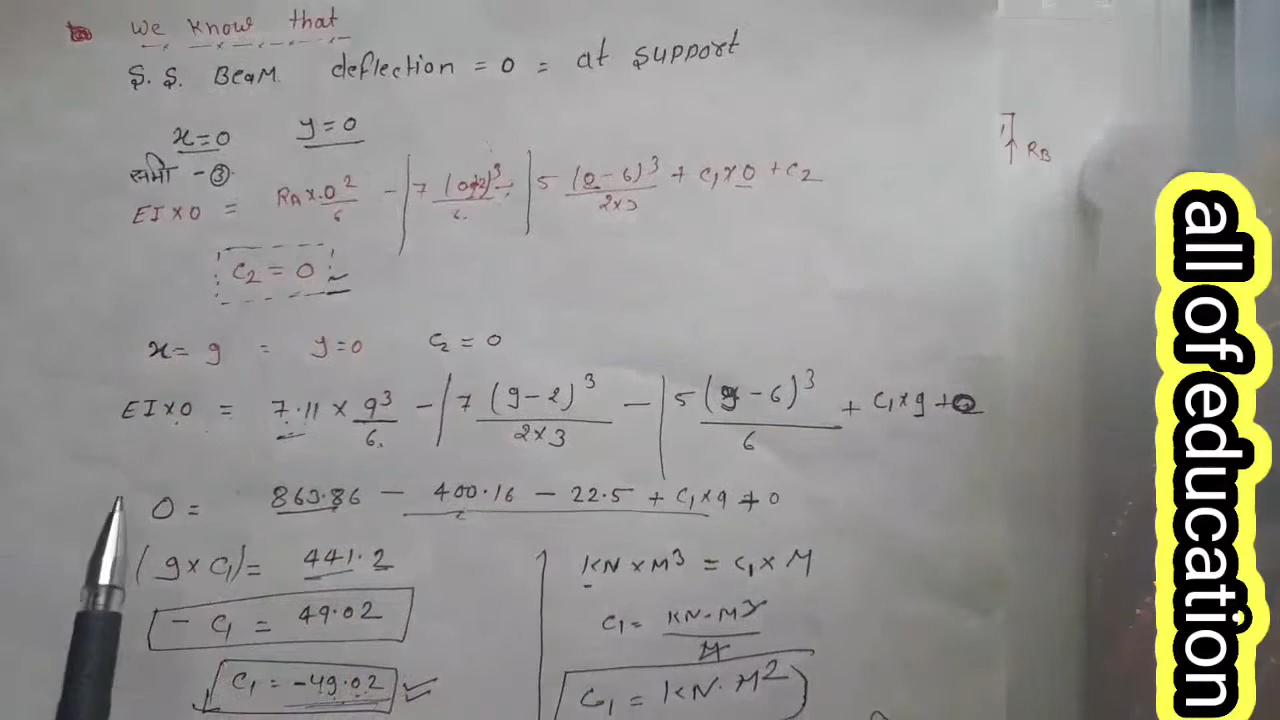 We know that
S. S. BeaM deflection = 0 = at support
x=0 y=0
समी - ③
EI×0 = RA×0²/6 - | 7 (0-2)³/6 | 5 (0-6)³/2×3 + C₁×0 + C₂
C₂ = 0
x= 9 = y=0 C₂ = 0
EI×0 = 7.11 × 9³/6. - | 7 (9-2)³/2×3 - | 5 (9-6)³/6 + C₁×9 + 0
0 = 863.86 - 400.16 - 22.5 + C₁×9 + 0
(9×C₁) = 441.2
- C₁ = 49.02
C₁ = -49.02
KN×M³ = C₁×M
C₁ = KN.M³/M
C₁ = KN.M²
RB
all of education